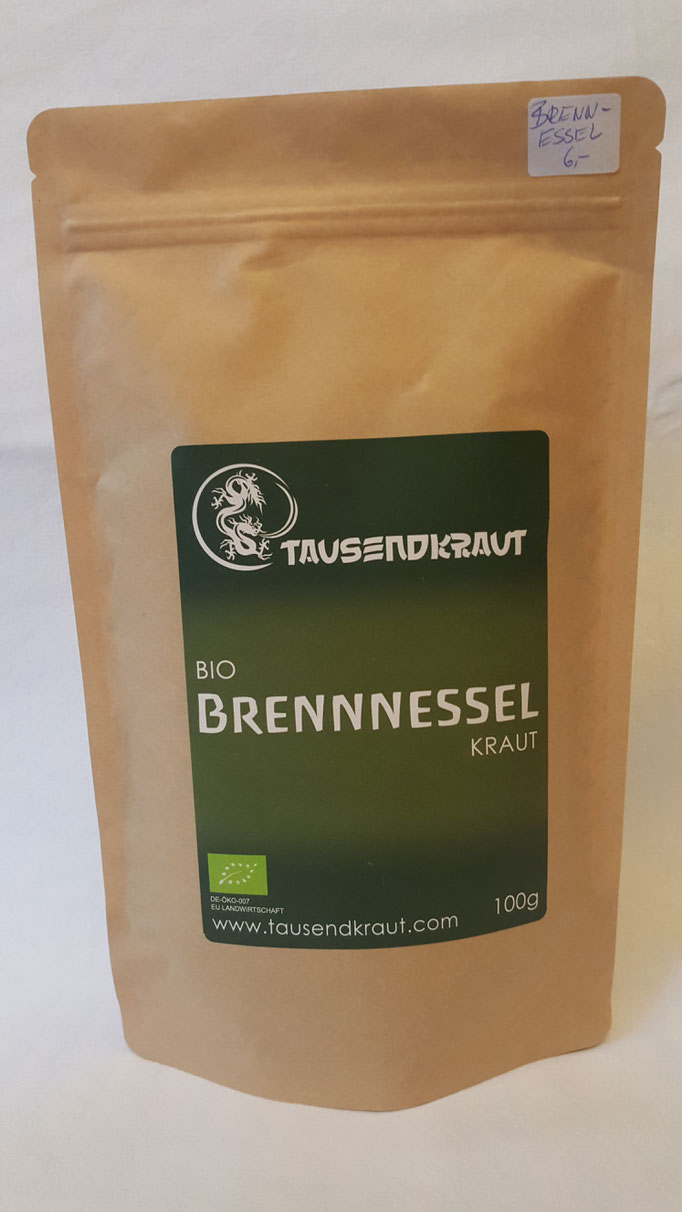 BRENN-
ESSEL
6,-
TAUSENDKRAUT
BIO
BRENNNESSEL
KRAUT
DE-ÖKO-007
EU LANDWIRTSCHAFT
www.tausendkraut.com
100g